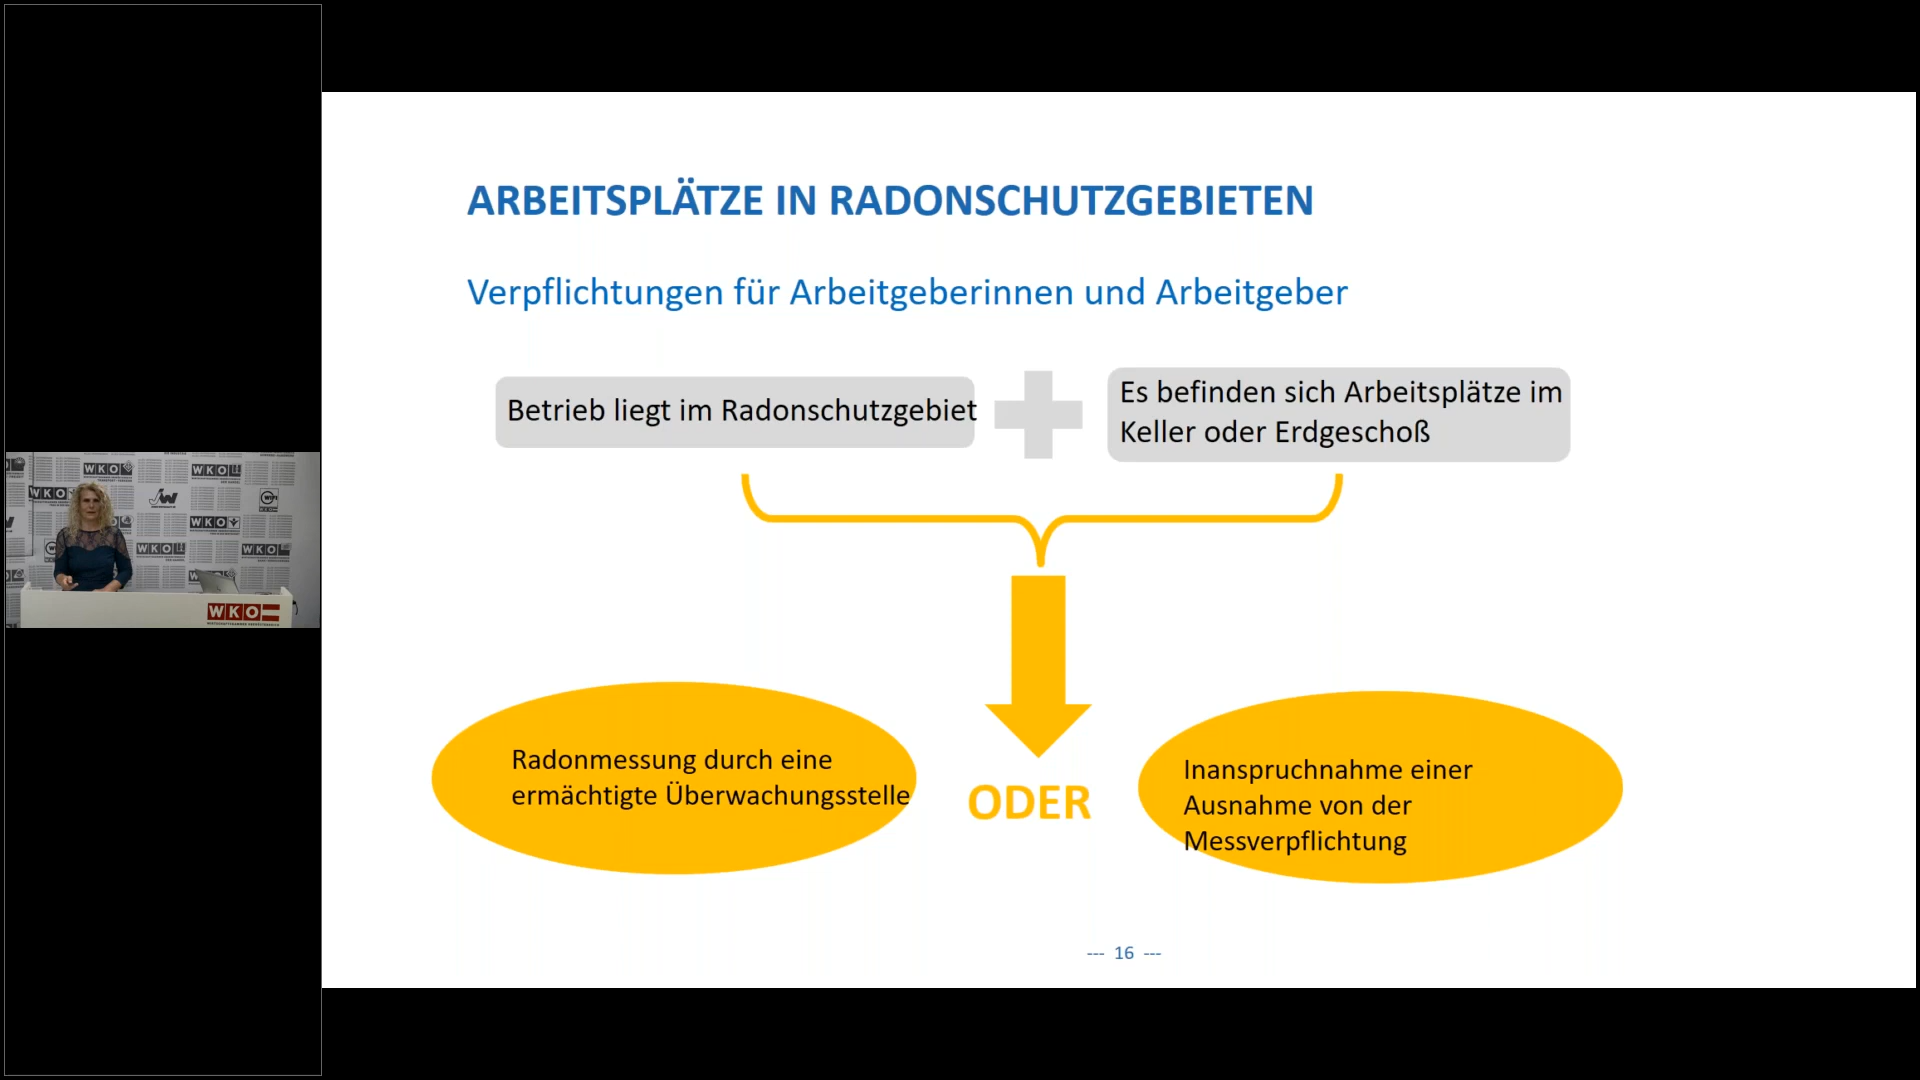 ARBEITSPLÄTZE IN RADONSCHUTZGEBIETEN
Verpflichtungen für Arbeitgeberinnen und Arbeitgeber
Betrieb liegt im Radonschutzgebiet
Es befinden sich Arbeitsplätze im
Keller oder Erdgeschoß
Radonmessung durch eine
ermächtigte Überwachungsstelle
ODER
Inanspruchnahme einer
Ausnahme von der
Messverpflichtung
--- 16 ---
WKO
WKO
WKO
WKO
WKO
WKO
WKO